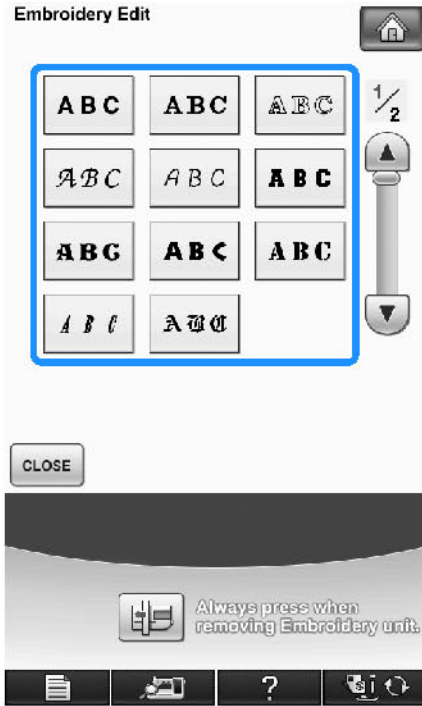 Embroidery Edit
ABC ABC ABC 1/2
ABC ABC ABC
ABC ABC ABC
ABC ABC
CLOSE
Always press when
removing Embroidery unit.
?